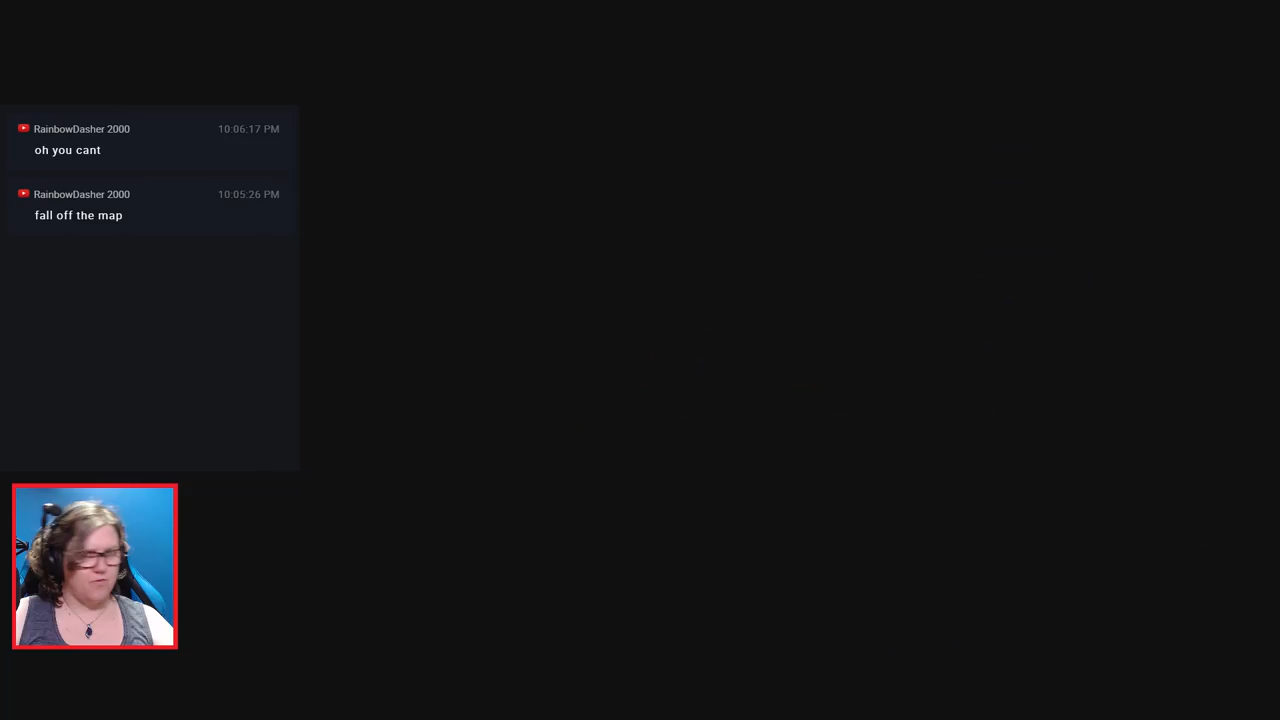 RainbowDasher 2000 10:06:17 PM
oh you cant
RainbowDasher 2000 10:05:26 PM
fall off the map